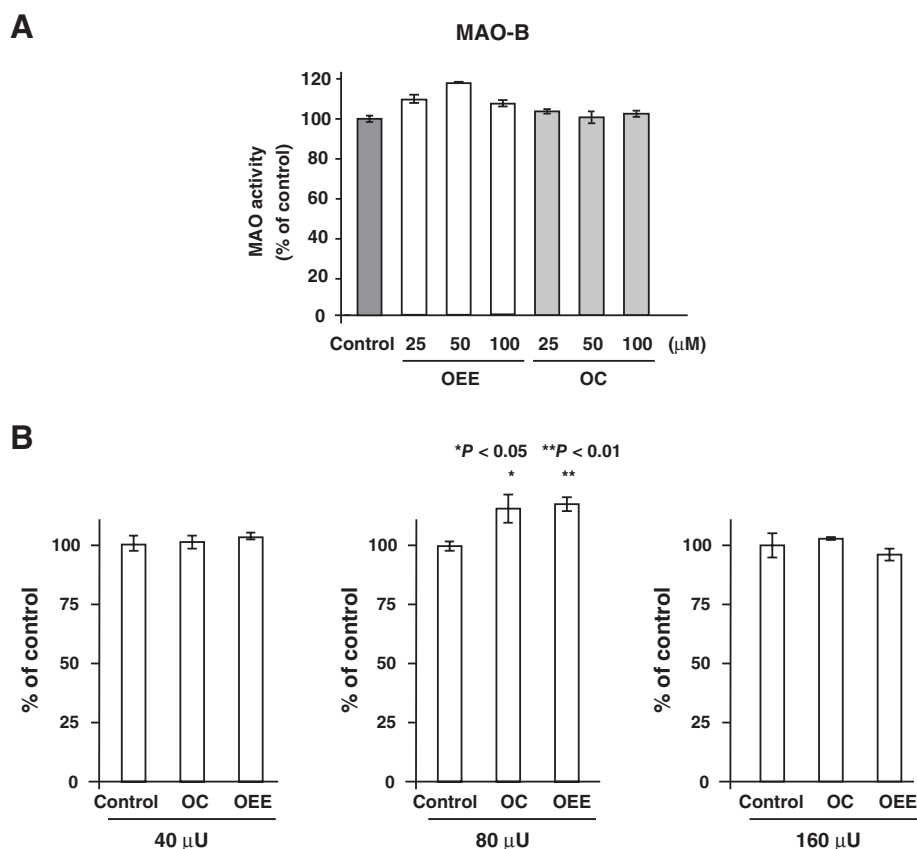 A
MAO-B
MAO activity
(% of control)
120
100
80
60
40
20
0
Control 25 50 100 25 50 100 (μM)
OEE OC
B
*P < 0.05 **P < 0.01
* **
% of control
100
75
50
25
0
Control OC OEE
40 μU
% of control
100
75
50
25
0
Control OC OEE
80 μU
% of control
100
75
50
25
0
Control OC OEE
160 μU